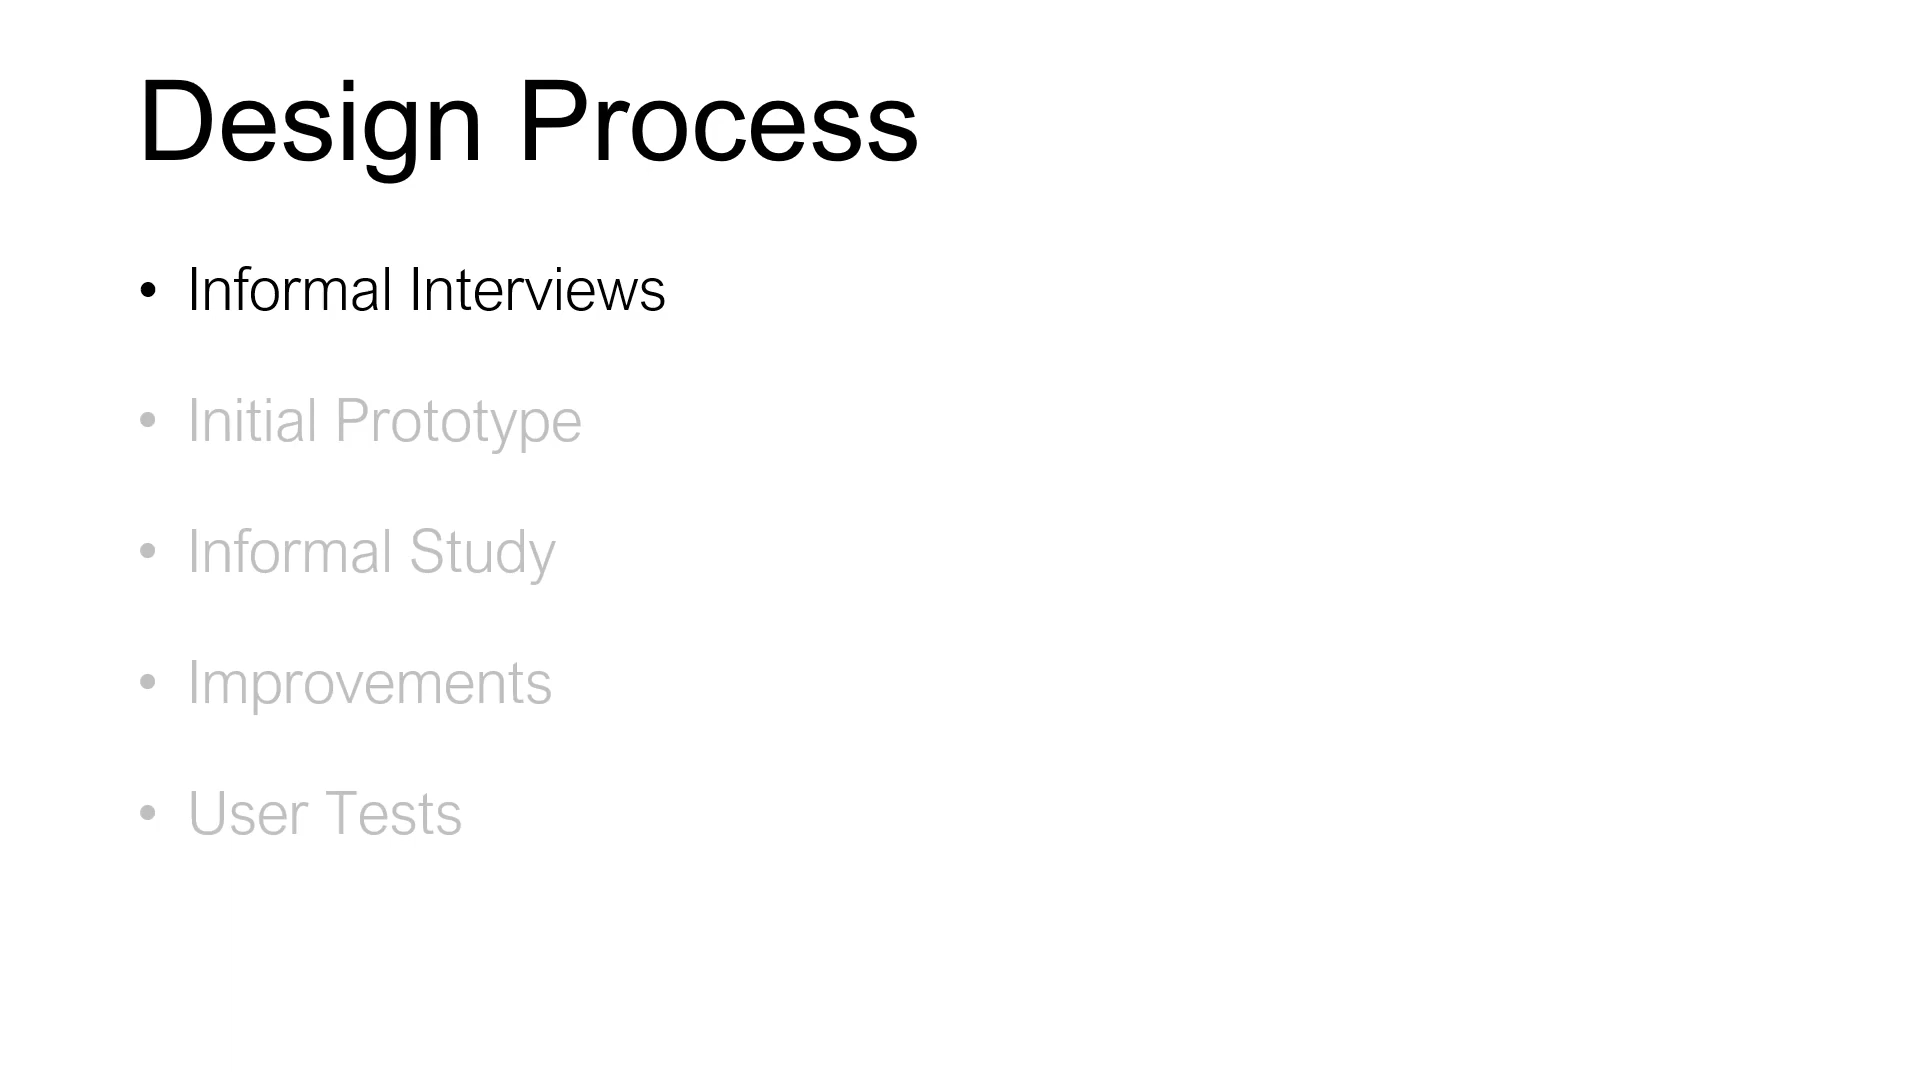 Design Process
• Informal Interviews
• Initial Prototype
• Informal Study
• Improvements
• User Tests